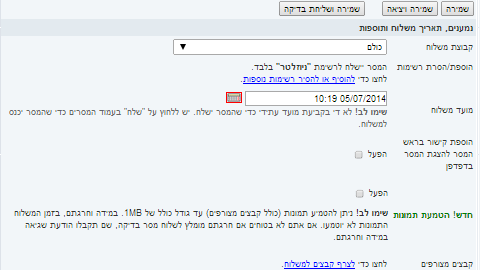 שמירה שמירה ויציאה שמירה ושליחת בדיקה
נמענים, תאריך משלוח ותוספות
קבוצת משלוח כולם
הוספת/הסרת רשימות המסר יישלח לרשימת "ניוזלטר" בלבד.
לחצו כדי להוסיף או להסיר רשימות נוספות.
מועד משלוח 05/07/2014 10:19
שימו לב! לא די בקביעת מועד עתידי כדי שהמסר ישלח. יש ללחוץ על "שלח" בעמוד המסרים כדי שהמסר יכנס
למשלוח.
הוספת קישור בראש
המסר להצגת המסר
בדפדפן
הפעל
הפעל
חדש! הטמעת תמונות שימו לב! ניתן להטמיע תמונות (כולל קבצים מצורפים) עד גודל כולל של 1MB. במידה וחרגתם, בזמן המשלוח
התמונות לא יוטמעו. אם אתם לא בטוחים אם חרגתם מומלץ לשלוח מסר בדיקה, שם תקבלו הודעת שגיאה
במידה וחרגתם.
קבצים מצורפים לחצו כדי לצרף קבצים למשלוח.